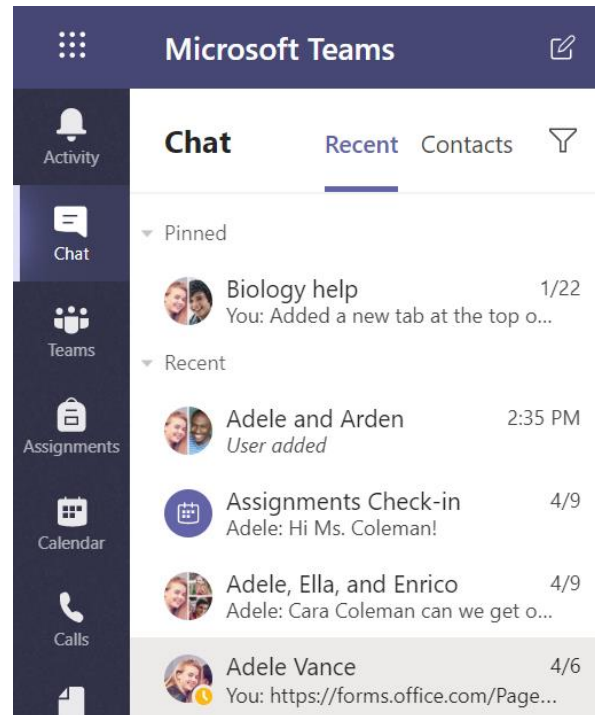 Microsoft Teams
Activity
Chat
Teams
Assignments
Calendar
Calls
Chat Recent Contacts
Pinned
Biology help 1/22
You: Added a new tab at the top o...
Recent
Adele and Arden 2:35 PM
User added
Assignments Check-in 4/9
Adele: Hi Ms. Coleman!
Adele, Ella, and Enrico 4/9
Adele: Cara Coleman can we get o...
Adele Vance 4/6
You: https://forms.office.com/Page...